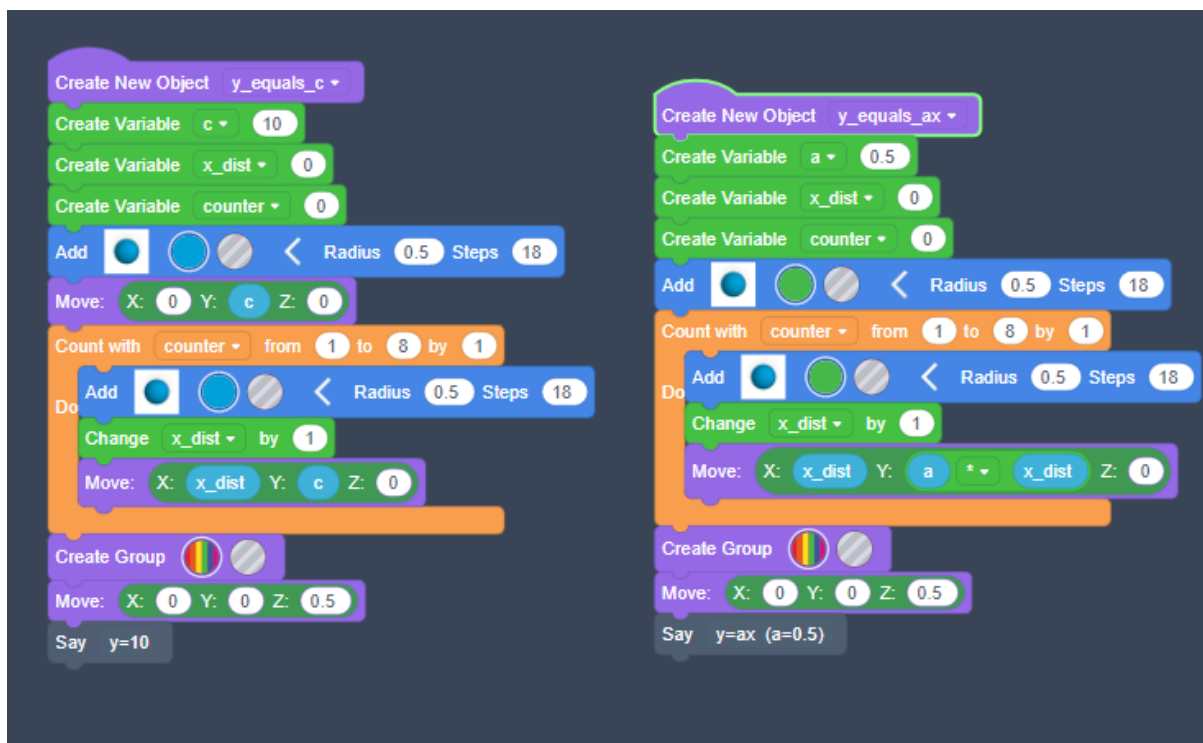 Create New Object y_equals_c
Create Variable c 10
Create Variable x_dist 0
Create Variable counter 0
Add Radius 0.5 Steps 18
Move: X: 0 Y: c Z: 0
Count with counter from 1 to 8 by 1
Do
Add Radius 0.5 Steps 18
Change x_dist by 1
Move: X: x_dist Y: c Z: 0
Create Group
Move: X: 0 Y: 0 Z: 0.5
Say y=10
Create New Object y_equals_ax
Create Variable a 0.5
Create Variable x_dist 0
Create Variable counter 0
Add Radius 0.5 Steps 18
Count with counter from 1 to 8 by 1
Do
Add Radius 0.5 Steps 18
Change x_dist by 1
Move: X: x_dist Y: a * x_dist Z: 0
Create Group
Move: X: 0 Y: 0 Z: 0.5
Say y=ax (a=0.5)